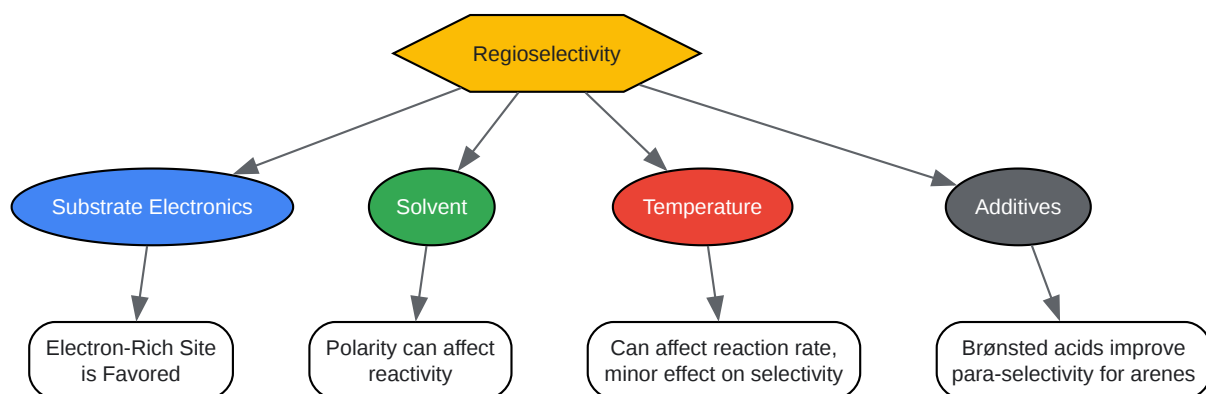 Regioselectivity
Substrate Electronics
Solvent
Temperature
Additives
Electron-Rich Site
is Favored
Polarity can affect
reactivity
Can affect reaction rate,
minor effect on selectivity
Brønsted acids improve
para-selectivity for arenes